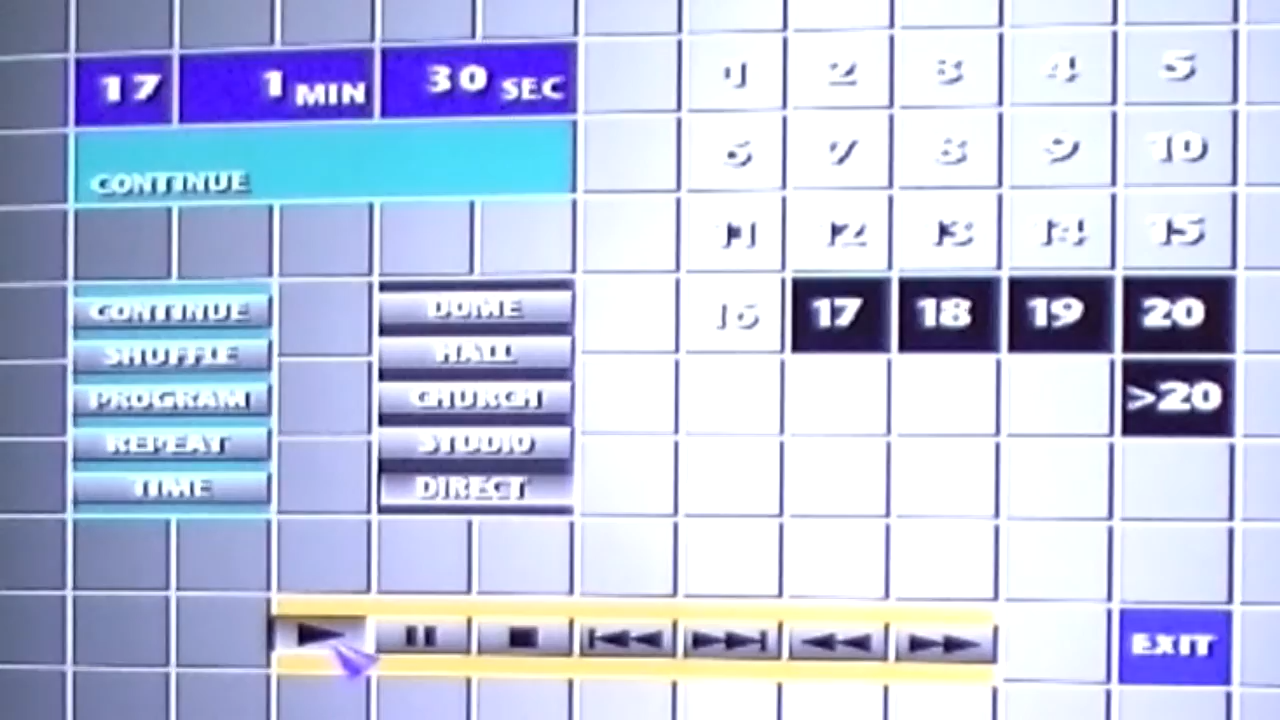 17 1 MIN 30 SEC
CONTINUE
1 2 3 4 5
6 7 8 9 10
11 12 13 14 15
16 17 18 19 20
>20
CONTINUE
SHUFFLE
PROGRAM
REPEAT
TIME
DOME
HALL
CHURCH
STUDIO
DIRECT
EXIT